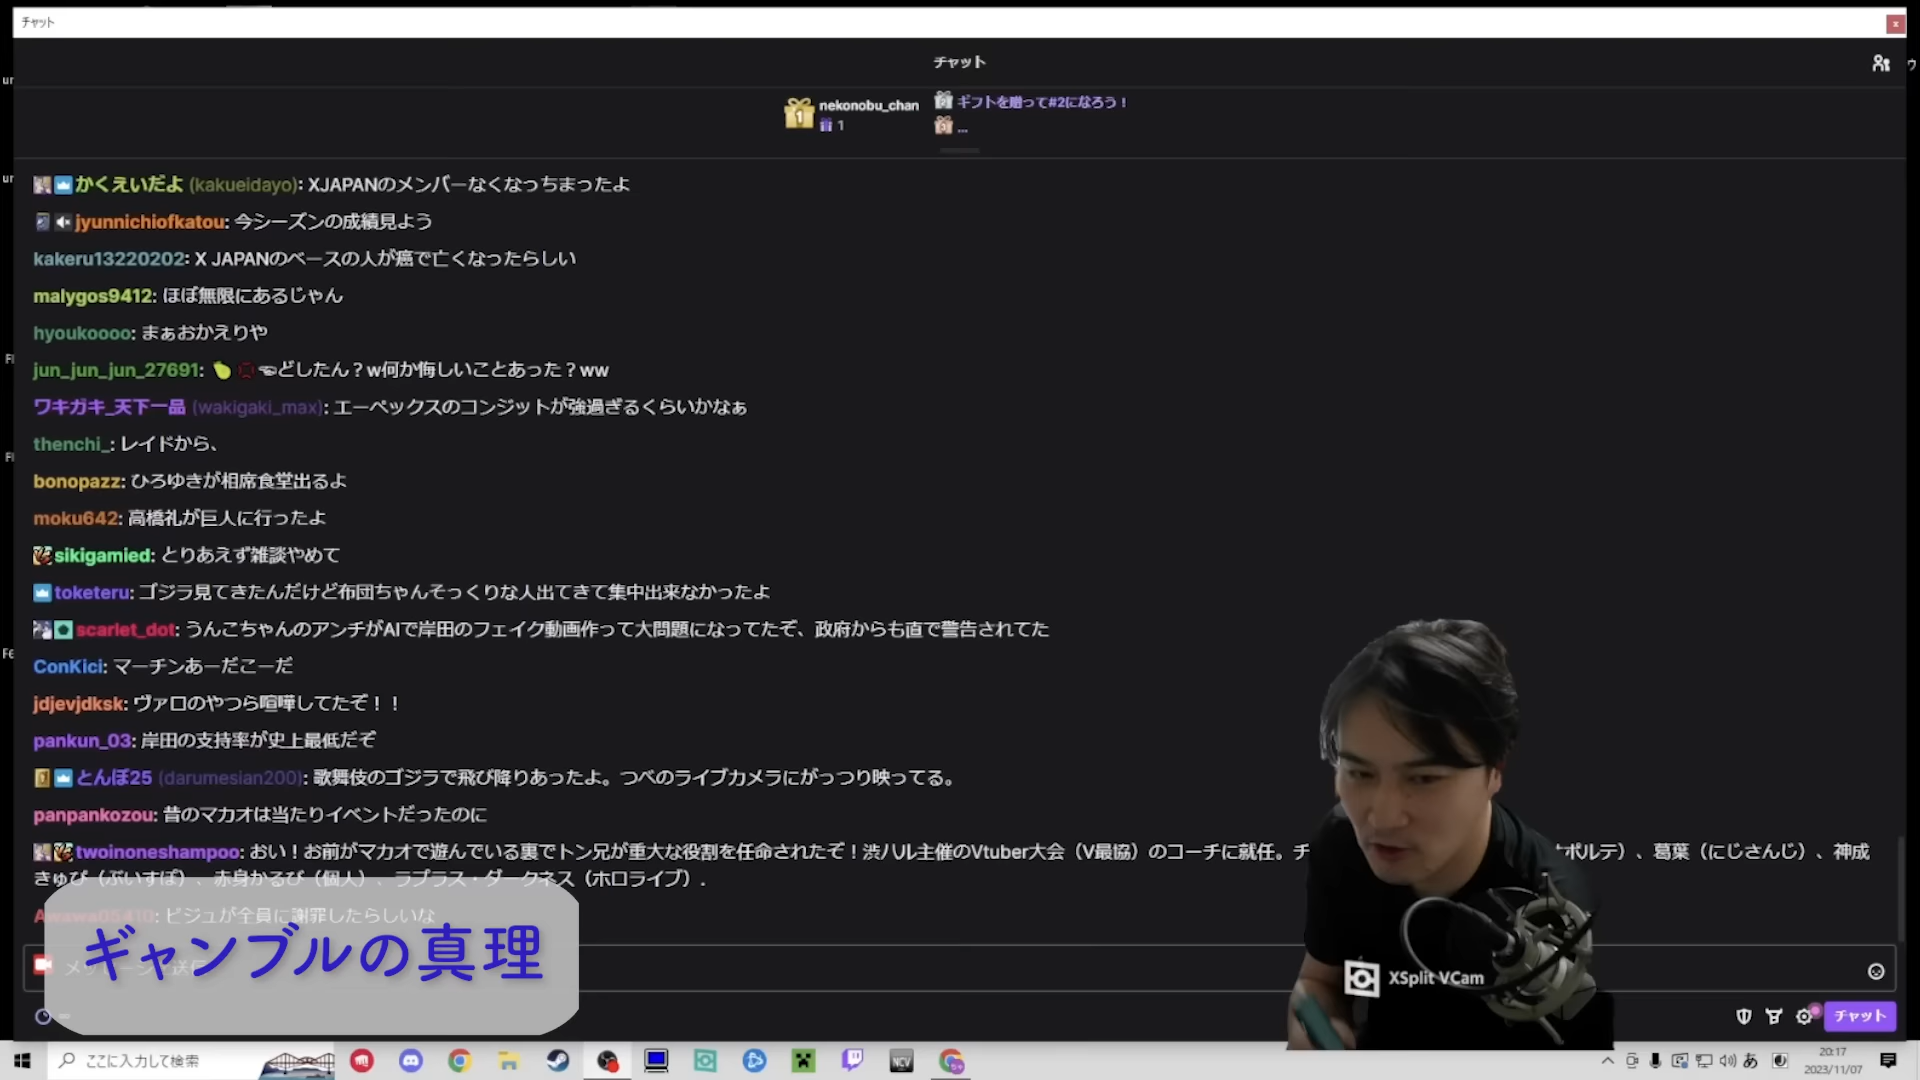 チャット
x
チャット
nekonobu_chan
1
ギフトを贈って#2になろう！
...
かくえいだよ (kakueidayo): XJAPANのメンバーなくなっちまったよ
jyunnichiofkatou: 今シーズンの成績見よう
kakeru13220202: X JAPANのベースの人が癌で亡くなったらしい
malygos9412: ほぼ無限にあるじゃん
hyoukoooo: まぁおかえりや
jun_jun_jun_27691: どしたん？w何か悔しいことあった？ww
ワキガキ_天下一品 (wakigaki_max): エーペックスのコンジットが強過ぎるくらいかなぁ
thenchi_: レイドから、
bonopazz: ひろゆきが相席食堂出るよ
moku642: 高橋礼が巨人に行ったよ
sikigamied: とりあえず雑談やめて
toketeru: ゴジラ見てきたんだけど布団ちゃんそっくりな人出てきて集中出来なかったよ
scarlet_dot: うんこちゃんのアンチがAIで岸田のフェイク動画作って大問題になってたぞ、政府からも直で警告されてた
ConKici: マーチンあーだこーだ
jdjevjdksk: ヴァロのやつら喧嘩してたぞ！！
pankun_03: 岸田の支持率が史上最低だぞ
とんぼ25 (darumesian200): 歌舞伎のゴジラで飛び降りあったよ。つべのライブカメラにがっつり映ってる。
panpankozou: 昔のマカオは当たりイベントだったのに
twoinoneshampoo: おい！お前がマカオで遊んでいる裏でトン兄が重大な役割を任命されたぞ！渋ハル主催のVtuber大会（V最協）のコーチに就任。チ ポルテ）、葛葉（にじさんじ）、神成
きゅぴ（ぶいすぽ）、赤身かるび（個人）、ラプラス・ダークネス（ホロライブ）.
Awawa05410: ビジュが全員に謝罪したらしいな
ギャンブルの真理
XSplit VCam
チャット
ここに入力して検索
NCV
あ
20:17
2023/11/07